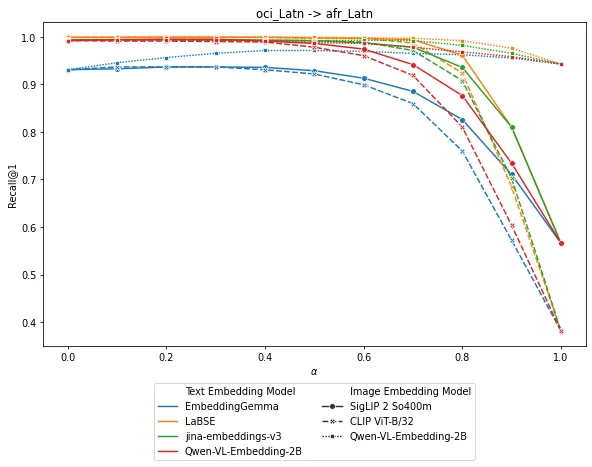 oci_Latn -> afr_Latn
Recall@1
1.0
0.9
0.8
0.7
0.6
0.5
0.4
0.0
0.2
0.4
0.6
0.8
1.0
α
Text Embedding Model
EmbeddingGemma
LaBSE
jina-embeddings-v3
Qwen-VL-Embedding-2B
Image Embedding Model
SigLIP 2 So400m
CLIP ViT-B/32
Qwen-VL-Embedding-2B